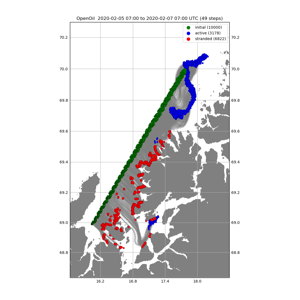 OpenOil  2020-02-05 07:00 to 2020-02-07 07:00 UTC (49 steps)
initial (10000)
active (3178)
stranded (6822)
70.2 70.2
70.0 70.0
69.8 69.8
69.6 69.6
69.4 69.4
69.2 69.2
69.0 69.0
68.8 68.8
16.2 16.8 17.4 18.0